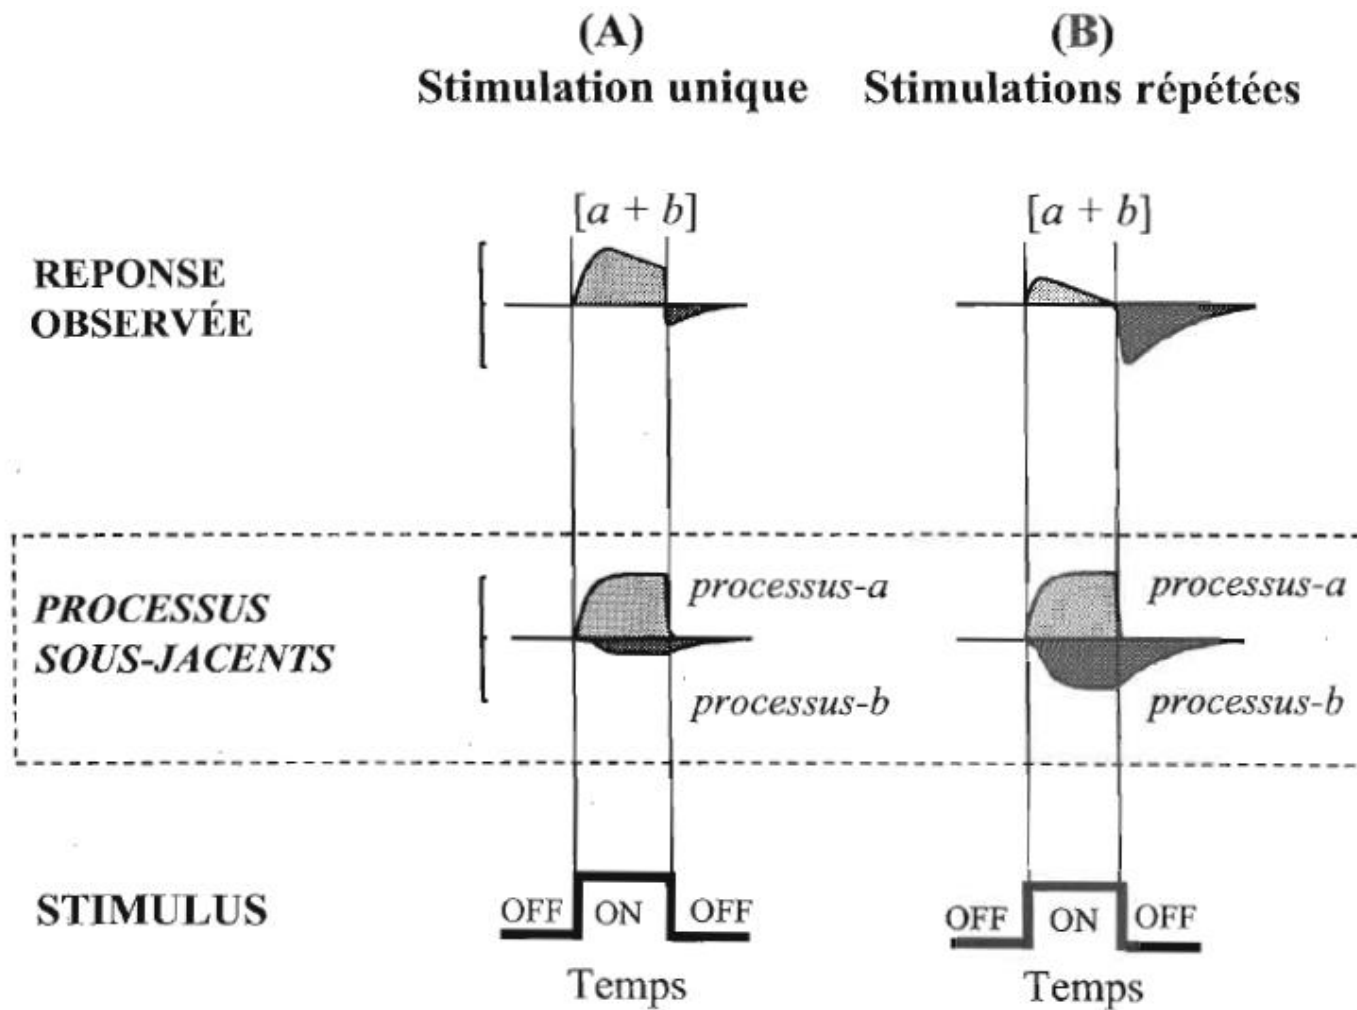 (A)
Stimulation unique
(B)
Stimulations répétées
[a + b]
[a + b]
REPONSE
OBSERVÉE
PROCESSUS
SOUS-JACENTS
processus-a
processus-b
processus-a
processus-b
STIMULUS
OFF ON OFF
OFF ON OFF
Temps
Temps